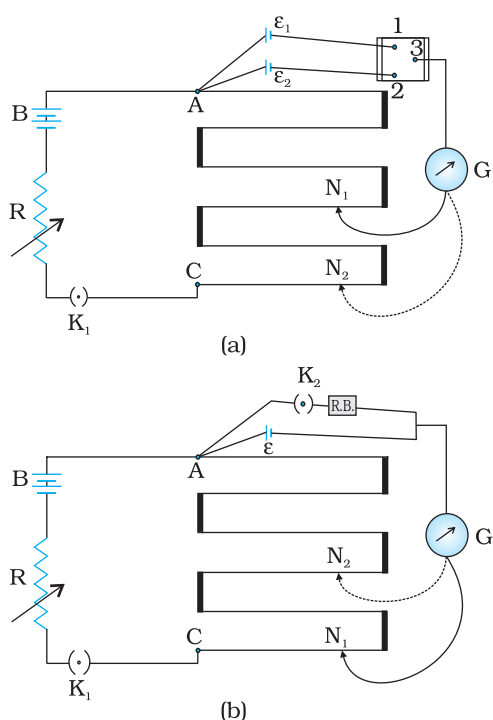 ε₁
1
3
ε₂
2
B
A
G
N₁
R
N₂
C
K₁
(a)
K₂
R.B.
ε
B
A
G
N₂
R
N₁
C
K₁
(b)